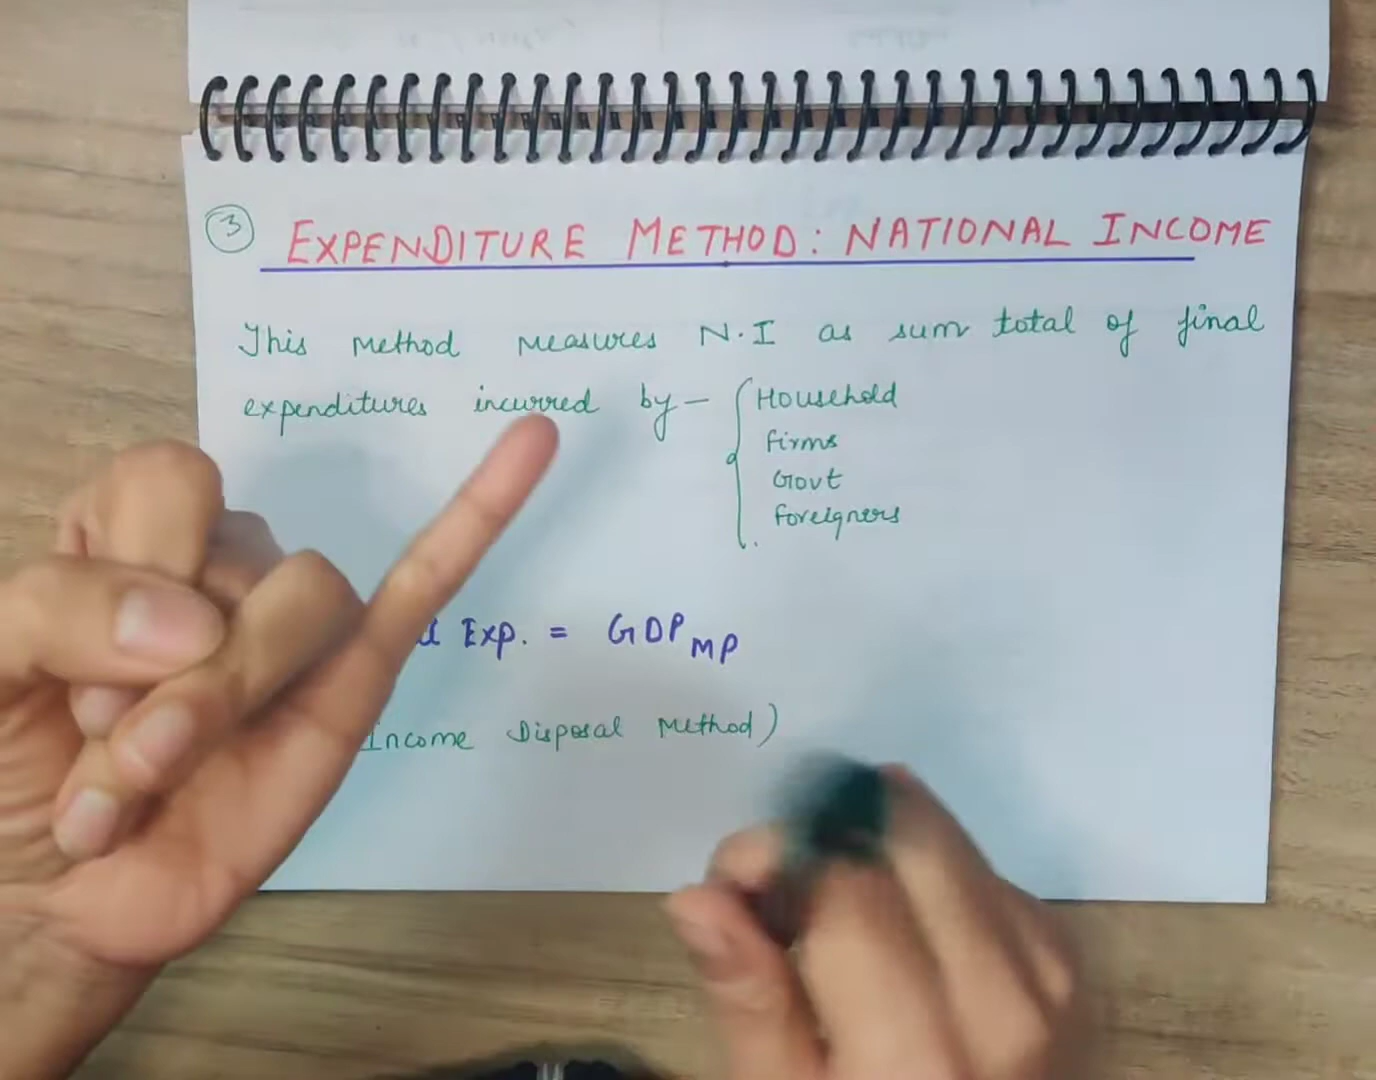 3 EXPENDITURE METHOD: NATIONAL INCOME
This method measures N.I as sum total of final
expenditures incurred by — Household
Firms
Govt
Foreigners
Exp. = GDP MP
Income Disposal Method)